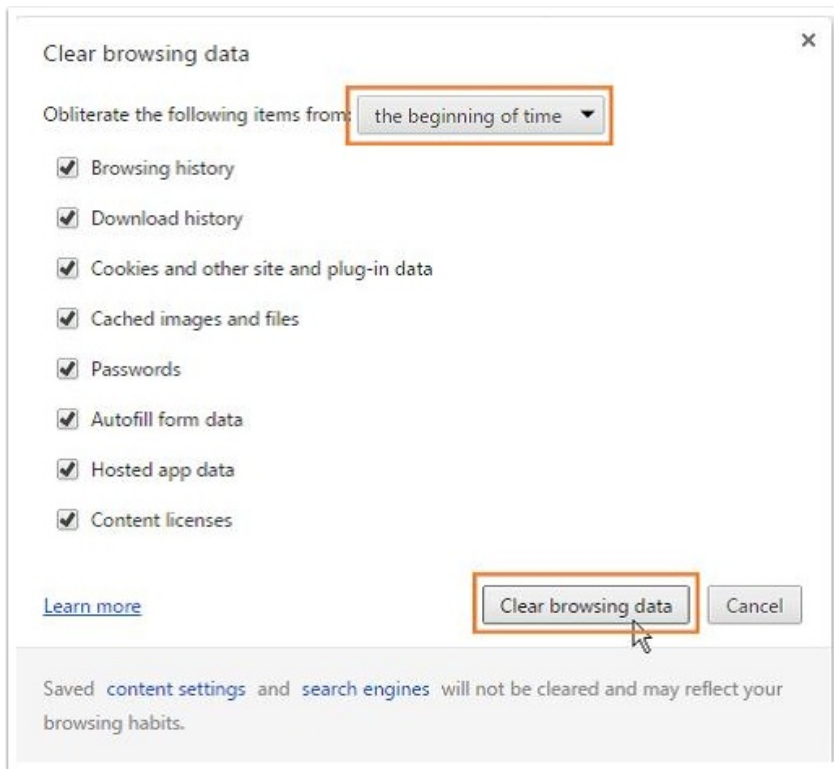 Clear browsing data
Obliterate the following items from: the beginning of time
Browsing history
Download history
Cookies and other site and plug-in data
Cached images and files
Passwords
Autofill form data
Hosted app data
Content licenses
Learn more Clear browsing data Cancel
Saved content settings and search engines will not be cleared and may reflect your
browsing habits.